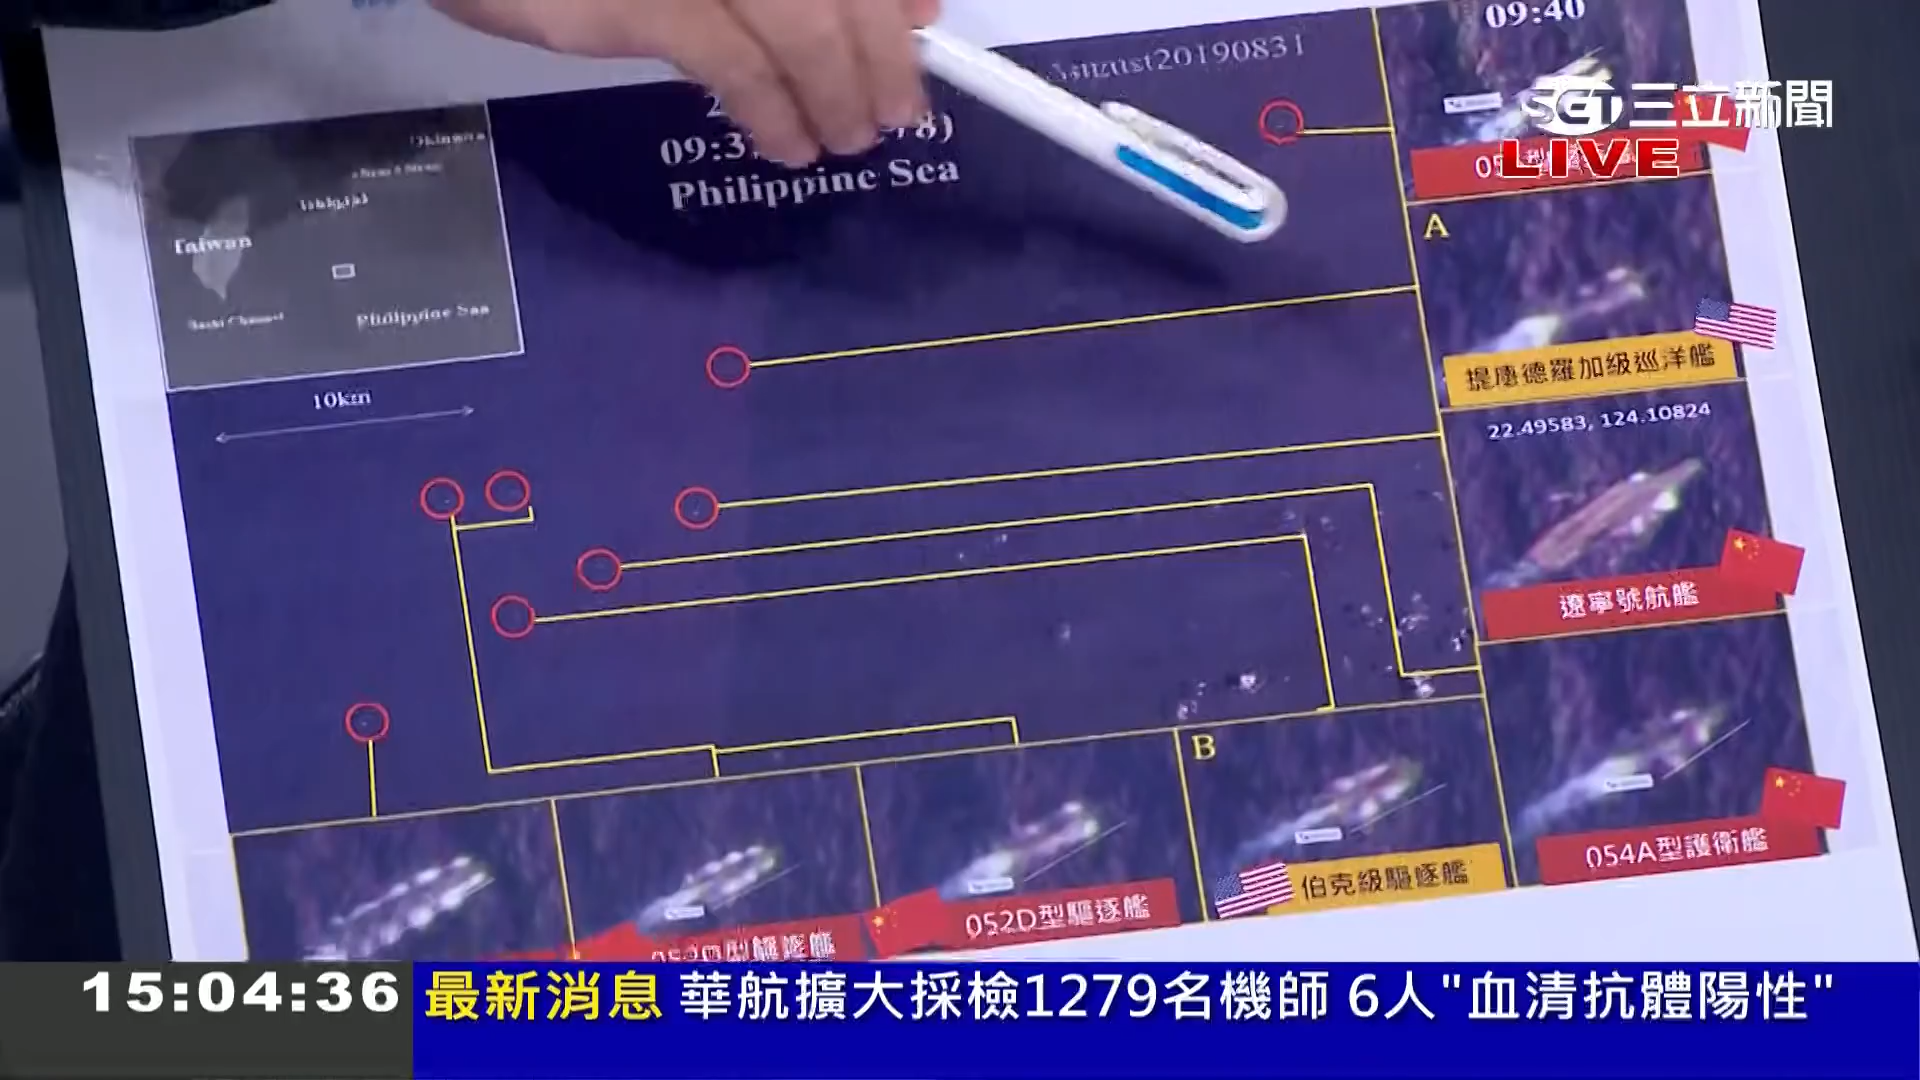 09:40
SET三立新聞
LIVE
Philippine Sea
Taiwan
Philippine Sea
10km
A
提康德羅加級巡洋艦
22.49583, 124.10824
遼寧號航艦
B
054A型護衛艦
伯克級驅逐艦
052D型驅逐艦
15:04:36
最新消息 華航擴大採檢1279名機師 6人"血清抗體陽性"